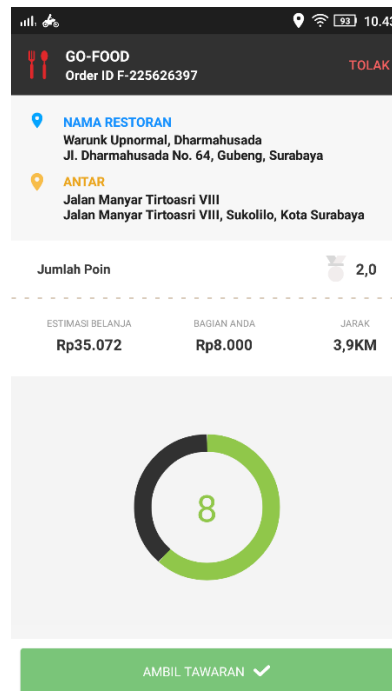 93 10.43
GO-FOOD
Order ID F-225626397
TOLAK
NAMA RESTORAN
Warunk Upnormal, Dharmahusada
Jl. Dharmahusada No. 64, Gubeng, Surabaya
ANTAR
Jalan Manyar Tirtoasri VIII
Jalan Manyar Tirtoasri VIII, Sukolilo, Kota Surabaya
Jumlah Poin 2,0
ESTIMASI BELANJA BAGIAN ANDA JARAK
Rp35.072 Rp8.000 3,9KM
8
AMBIL TAWARAN